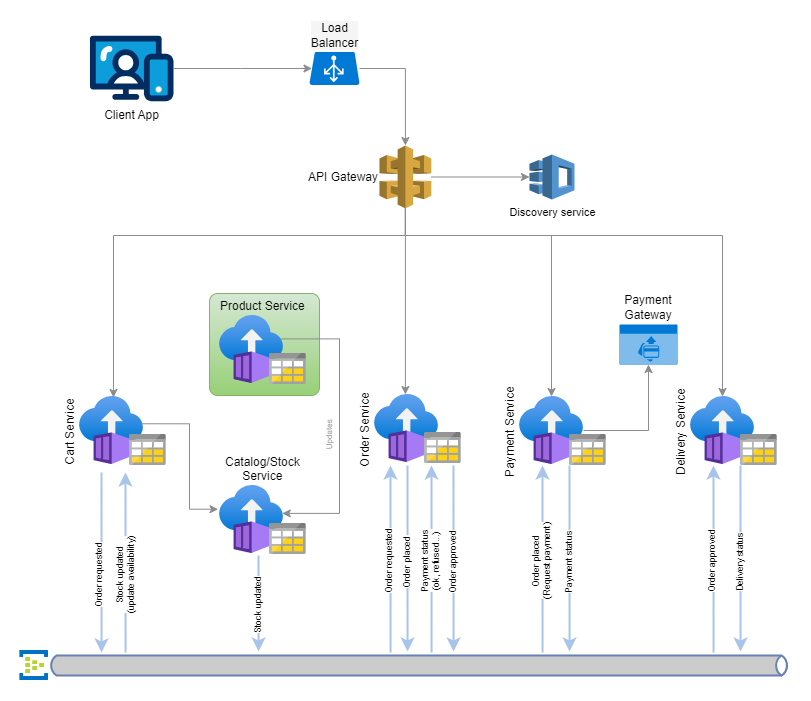 Load
Balancer
Client App
API Gateway
Discovery service
Product Service
Payment
Gateway
Updates
Cart Service
Order Service
Payment Service
Delivery Service
Catalog/Stock
Service
Order requested
Stock updated
(update availability)
Stock updated
Order requested
Order placed
Payment status
(ok, refused...)
Order approved
Order placed
(Request payment)
Payment status
Order approved
Delivery status